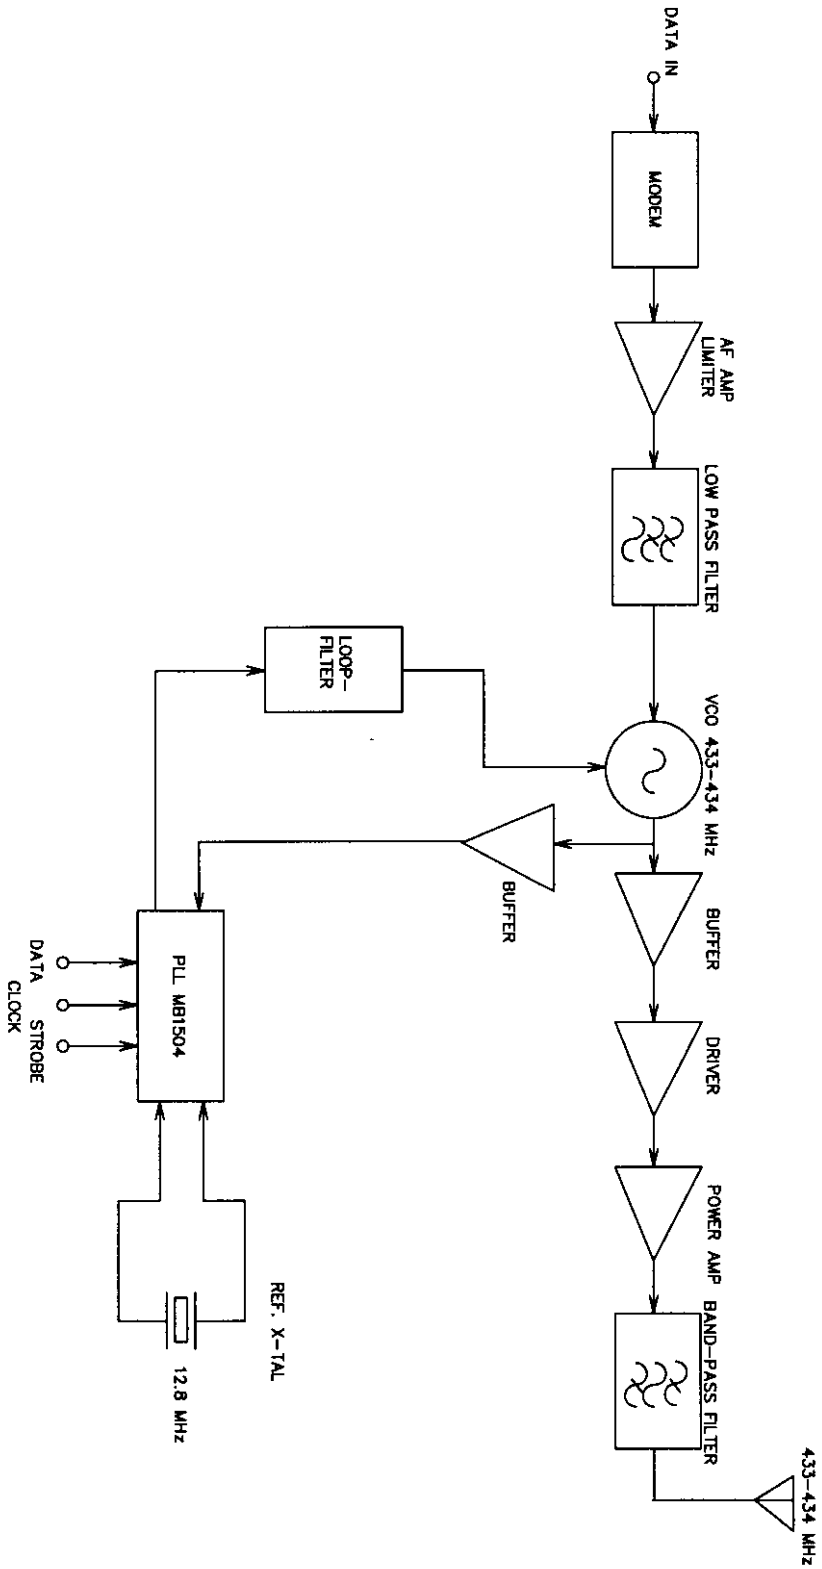 DATA IN
MODEM
AF AMP
LIMITER
LOW PASS FILTER
VCO 433-434 MHz
BUFFER
DRIVER
POWER AMP
BAND-PASS FILTER
433-434 MHz
LOOP-
FILTER
BUFFER
PLL MB1504
DATA STROBE
CLOCK
REF. X-TAL
12.8 MHz